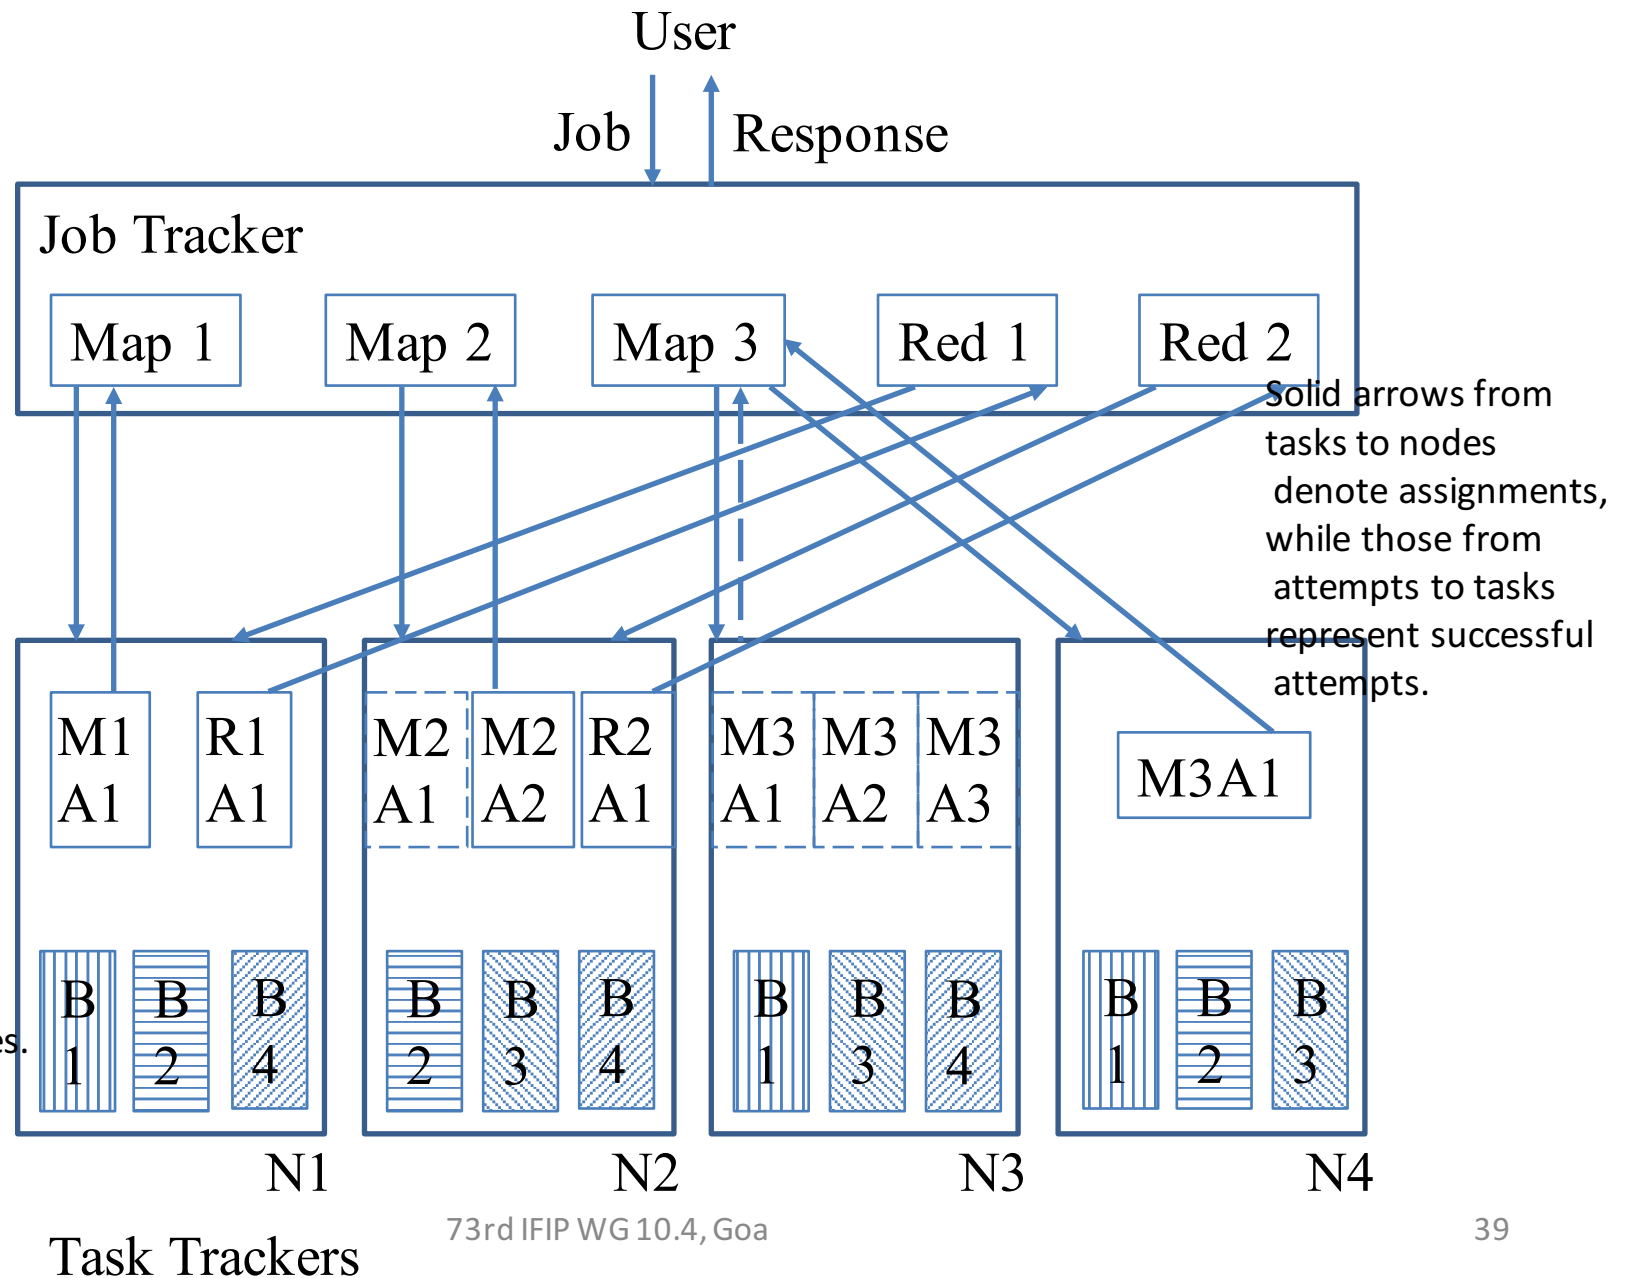 User
Job
Response
Job Tracker
Map 1
Map 2
Map 3
Red 1
Red 2
Solid arrows from
tasks to nodes
denote assignments,
while those from
attempts to tasks
represent successful
attempts.
M1
A1
R1
A1
M2
A1
M2
A2
R2
A1
M3
A1
M3
A2
M3
A3
M3A1
B
1
B
2
B
4
B
2
B
3
B
4
B
1
B
3
B
4
B
1
B
2
B
3
es.
N1
N2
N3
N4
Task Trackers
73rd IFIP WG 10.4, Goa
39